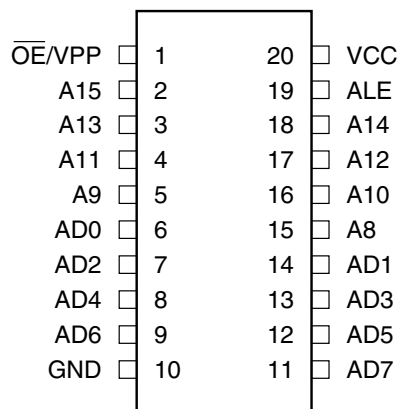 O̅E̅/VPP 1 20 VCC
A15 2 19 ALE
A13 3 18 A14
A11 4 17 A12
A9 5 16 A10
AD0 6 15 A8
AD2 7 14 AD1
AD4 8 13 AD3
AD6 9 12 AD5
GND 10 11 AD7